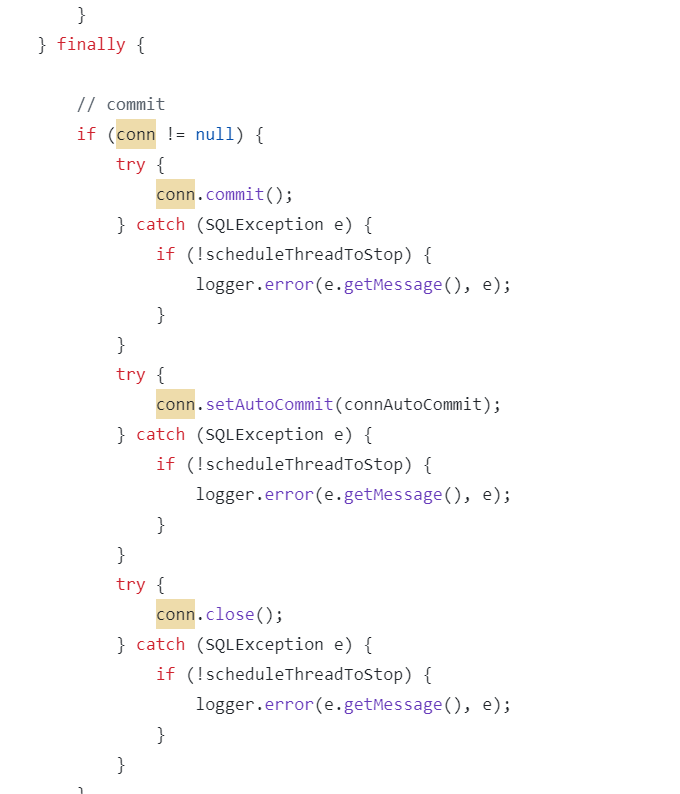 }
} finally {
// commit
if (conn != null) {
try {
conn.commit();
} catch (SQLException e) {
if (!scheduleThreadToStop) {
logger.error(e.getMessage(), e);
}
}
try {
conn.setAutoCommit(connAutoCommit);
} catch (SQLException e) {
if (!scheduleThreadToStop) {
logger.error(e.getMessage(), e);
}
}
try {
conn.close();
} catch (SQLException e) {
if (!scheduleThreadToStop) {
logger.error(e.getMessage(), e);
}
}
}